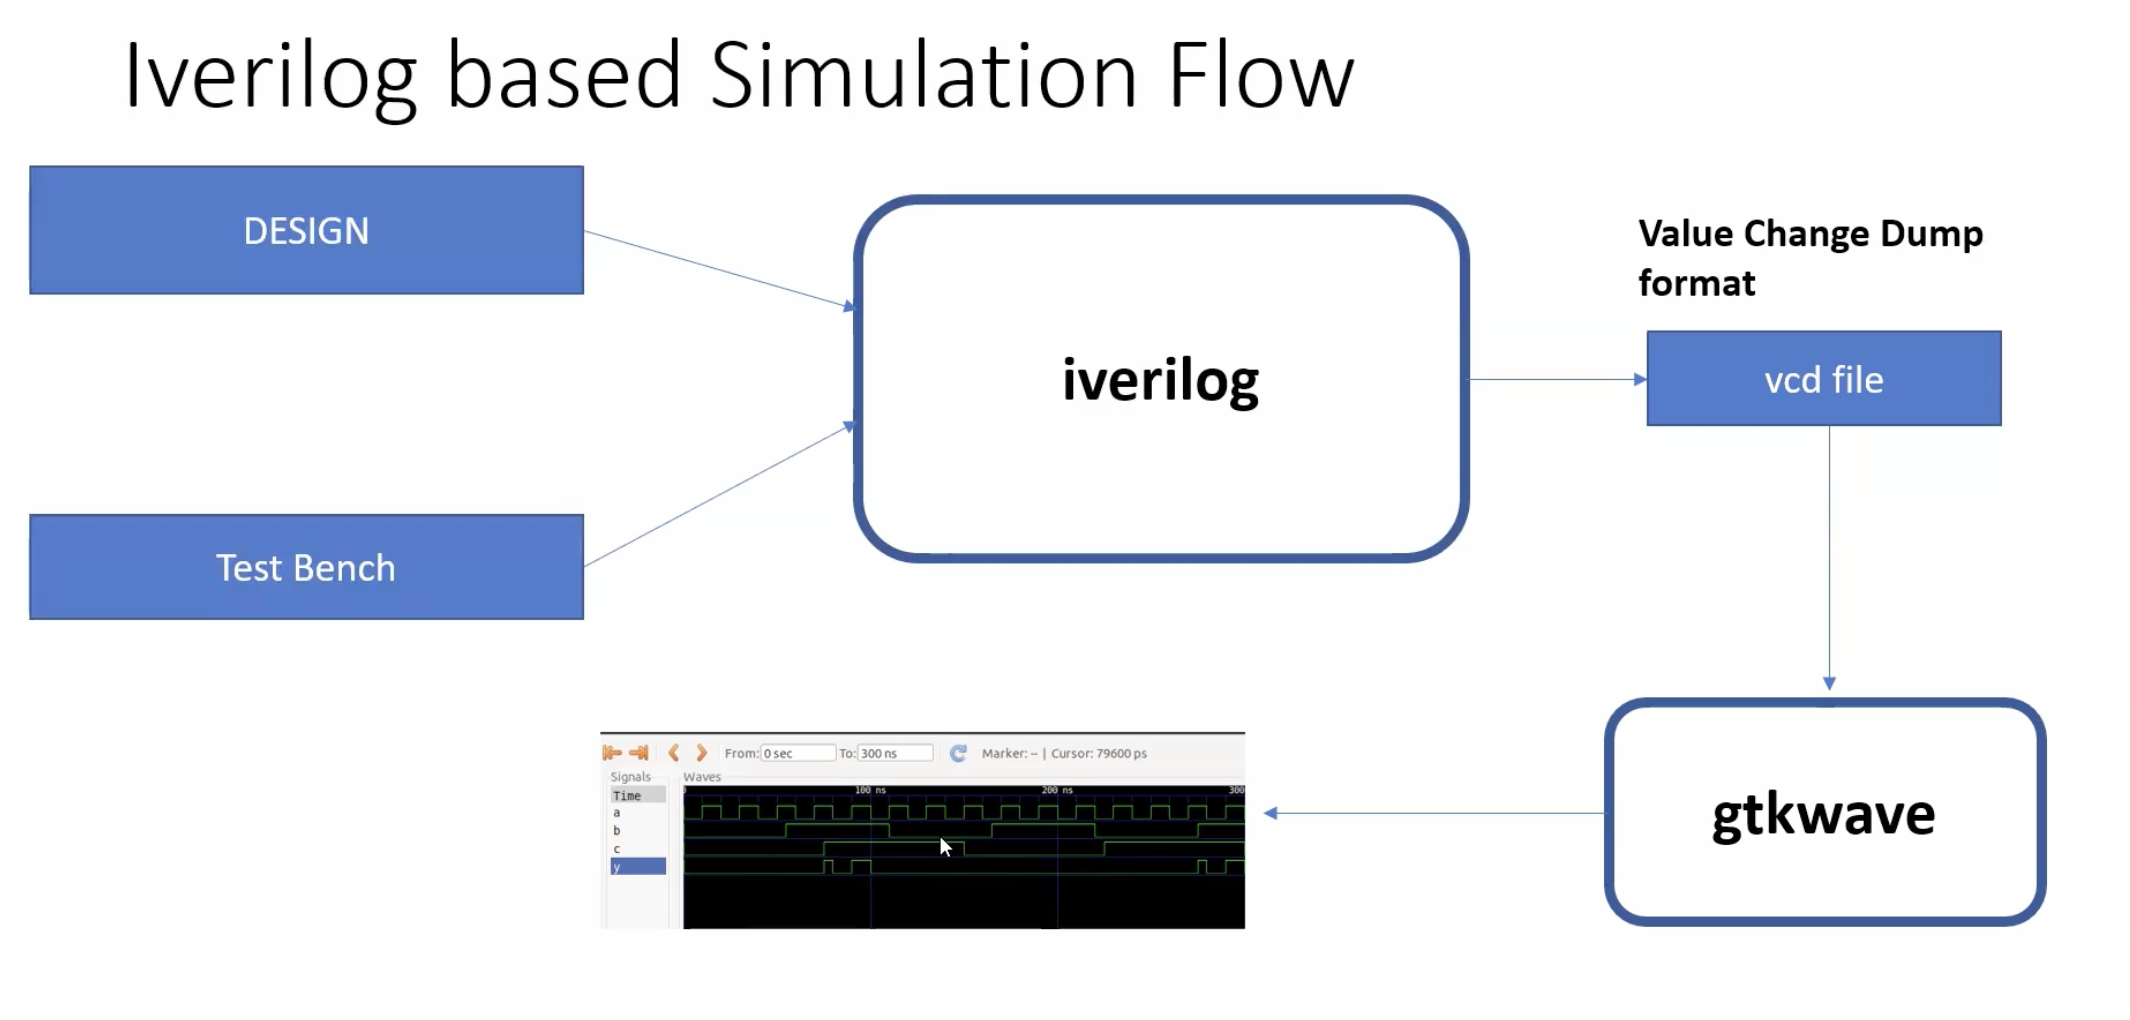 Iverilog based Simulation Flow
DESIGN
Test Bench
iverilog
Value Change Dump
format
vcd file
gtkwave
From: 0 sec To: 300 ns Marker: -- | Cursor: 79600 ps
Signals Waves
Time
100 ns 200 ns 300
a
b
c
y